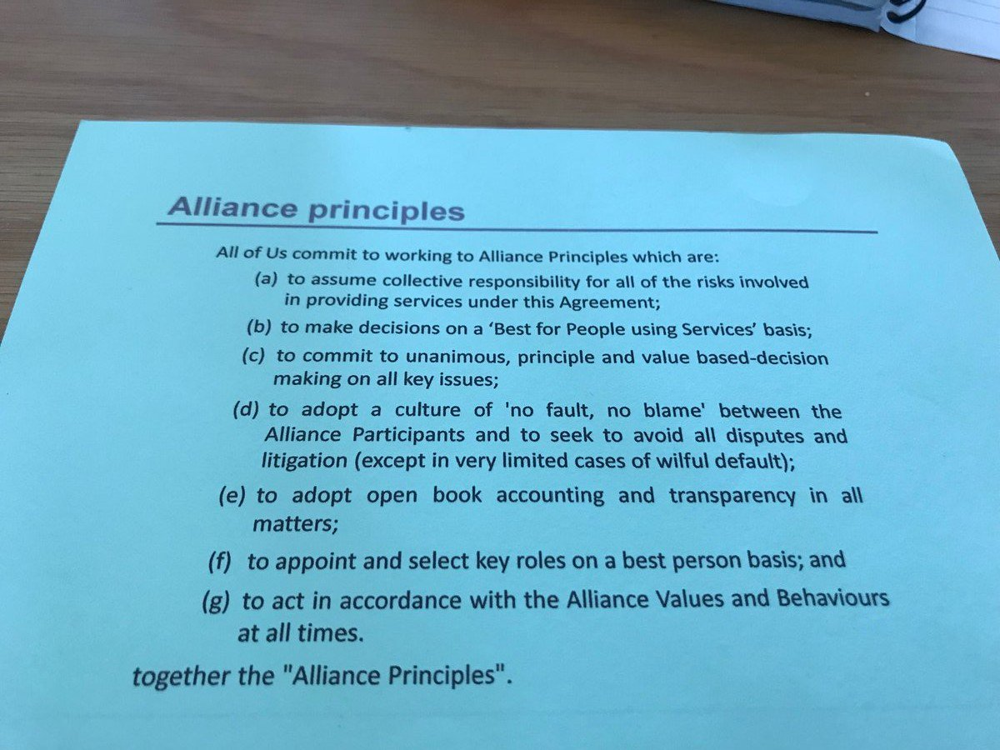 Alliance principles
All of Us commit to working to Alliance Principles which are:
(a) to assume collective responsibility for all of the risks involved
in providing services under this Agreement;
(b) to make decisions on a ‘Best for People using Services’ basis;
(c) to commit to unanimous, principle and value based-decision
making on all key issues;
(d) to adopt a culture of 'no fault, no blame' between the
Alliance Participants and to seek to avoid all disputes and
litigation (except in very limited cases of wilful default);
(e) to adopt open book accounting and transparency in all
matters;
(f) to appoint and select key roles on a best person basis; and
(g) to act in accordance with the Alliance Values and Behaviours
at all times.
together the "Alliance Principles".